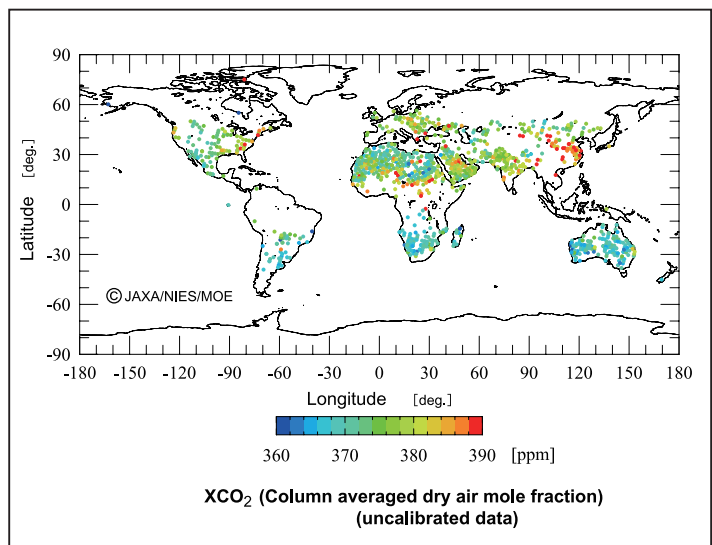 90
60
30
0
-30
-60
-90
Latitude [deg.]
© JAXA/NIES/MOE
-180 -150 -120 -90 -60 -30 0 30 60 90 120 150 180
Longitude [deg.]
360 370 380 390 [ppm]
XCO₂ (Column averaged dry air mole fraction)
(uncalibrated data)